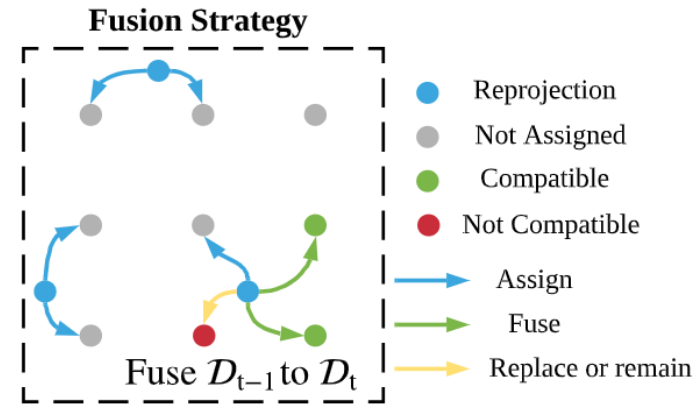 Fusion Strategy
Reprojection
Not Assigned
Compatible
Not Compatible
Assign
Fuse
Replace or remain
Fuse 𝒟t−1 to 𝒟t